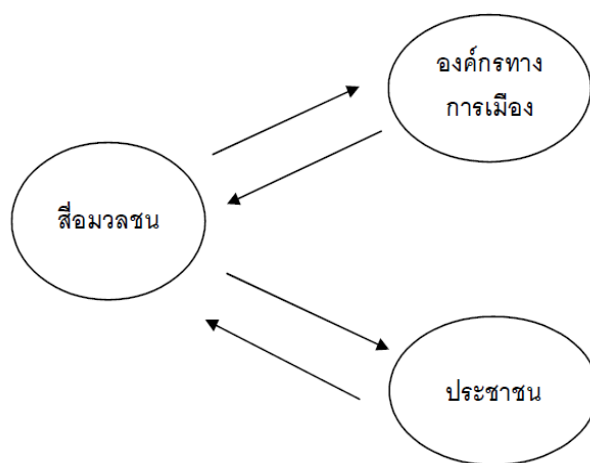 องค์กรทาง
การเมือง
สื่อมวลชน
ประชาชน